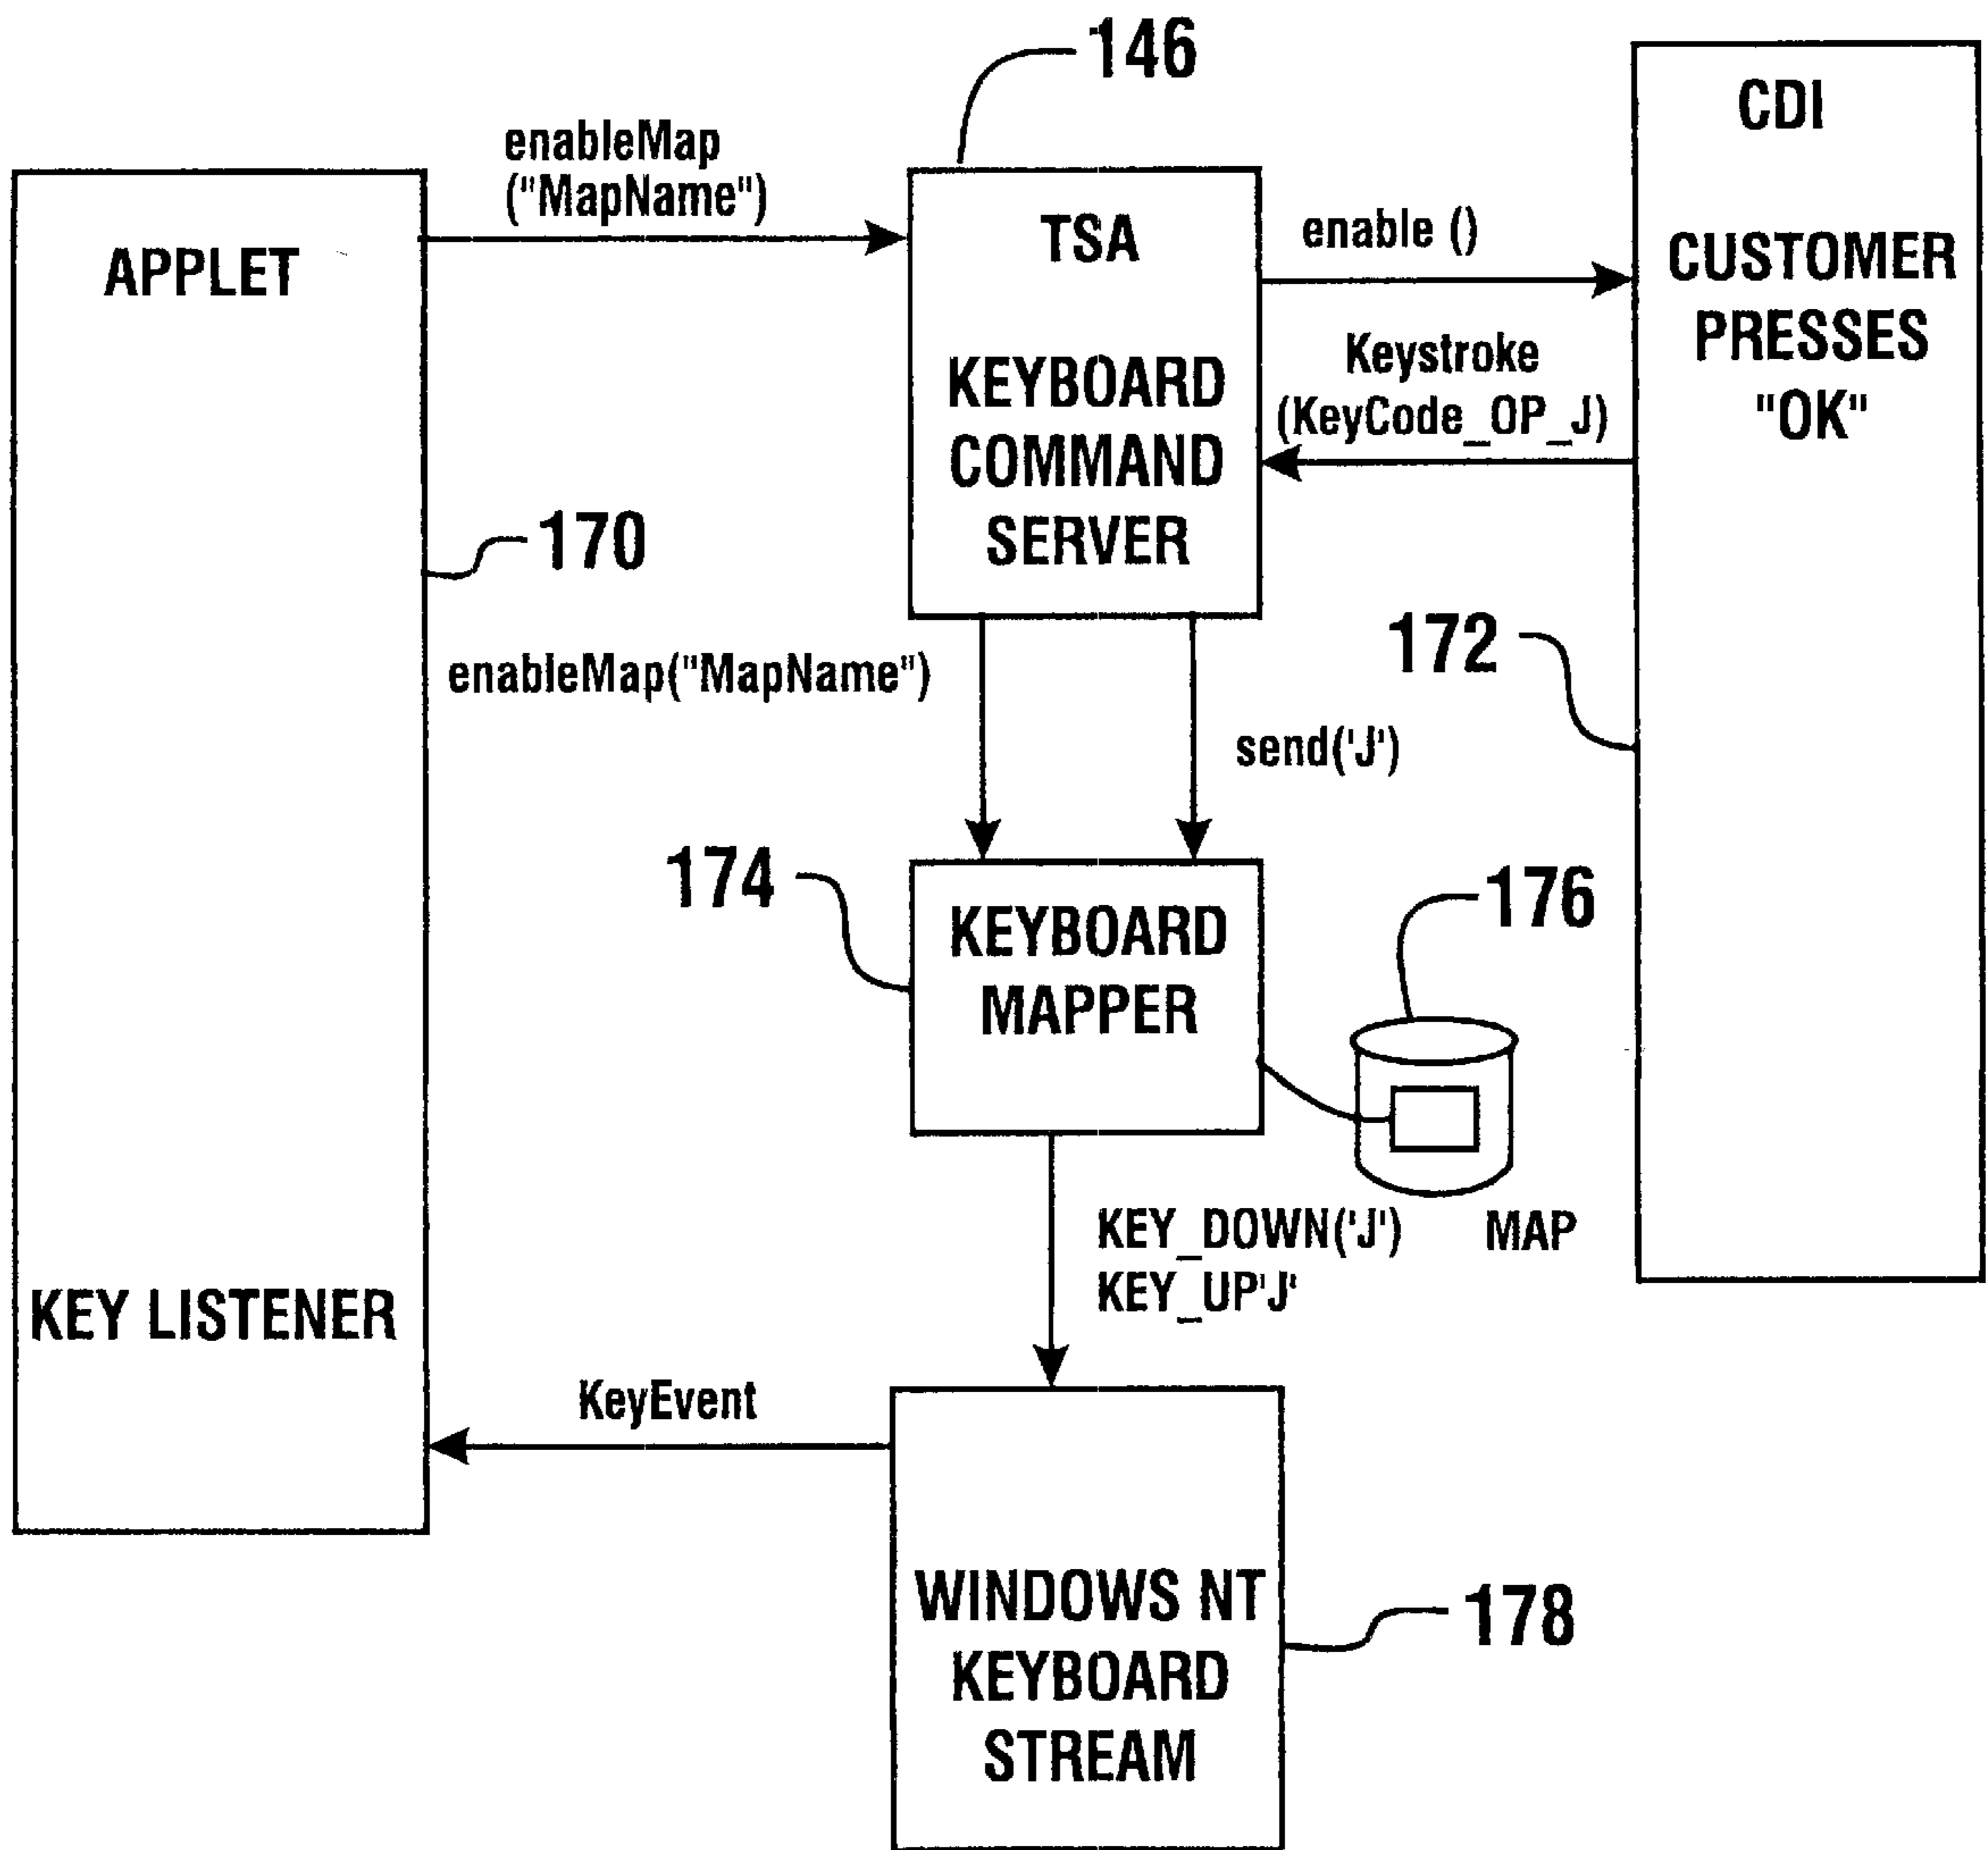 146
CDI
enableMap
("MapName")
APPLET
TSA
enable ()
CUSTOMER
PRESSES
"OK"
KEYBOARD
COMMAND
SERVER
Keystroke
(KeyCode_OP_J)
170
172
enableMap("MapName")
send('J')
174
KEYBOARD
MAPPER
176
KEY_DOWN('J')
KEY_UP'J'
MAP
KEY LISTENER
KeyEvent
WINDOWS NT
KEYBOARD
STREAM
178